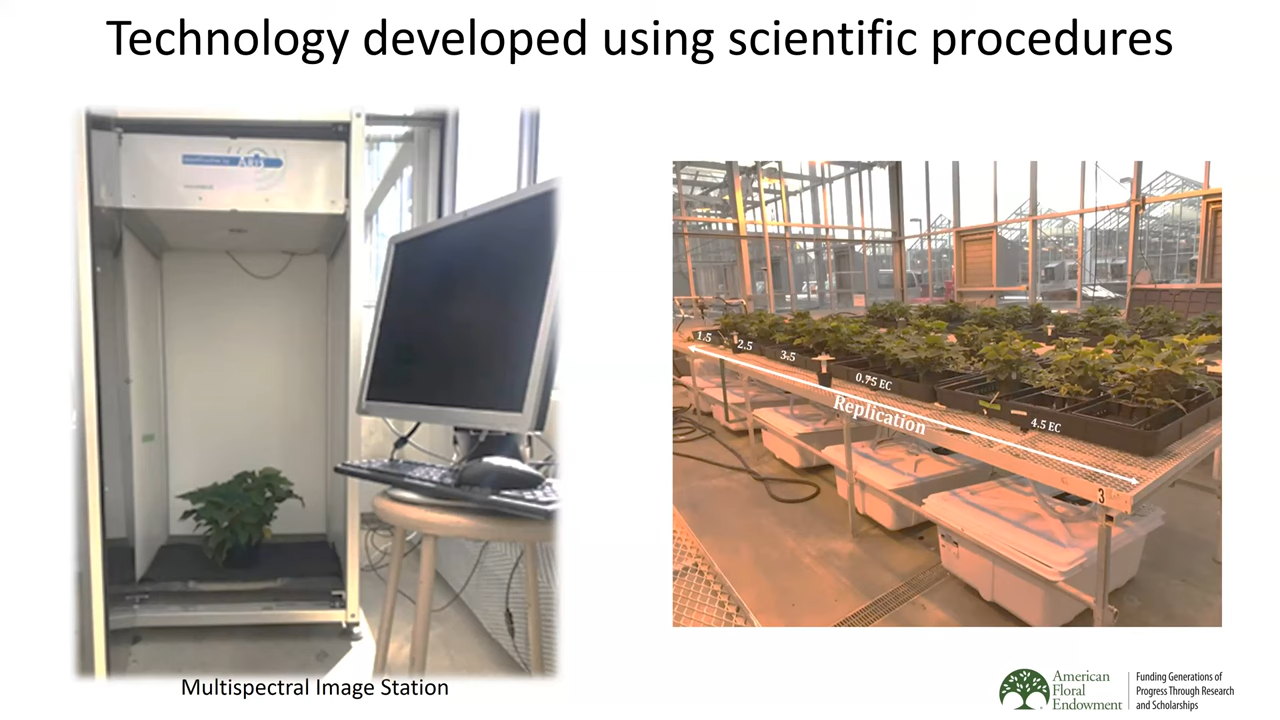 Technology developed using scientific procedures
ARIS
1.5
2.5
3.5
0.75 EC
4.5 EC
Replication
3
Multispectral Image Station
American
Floral
Endowment
Funding Generations of
Progress Through Research
and Scholarships